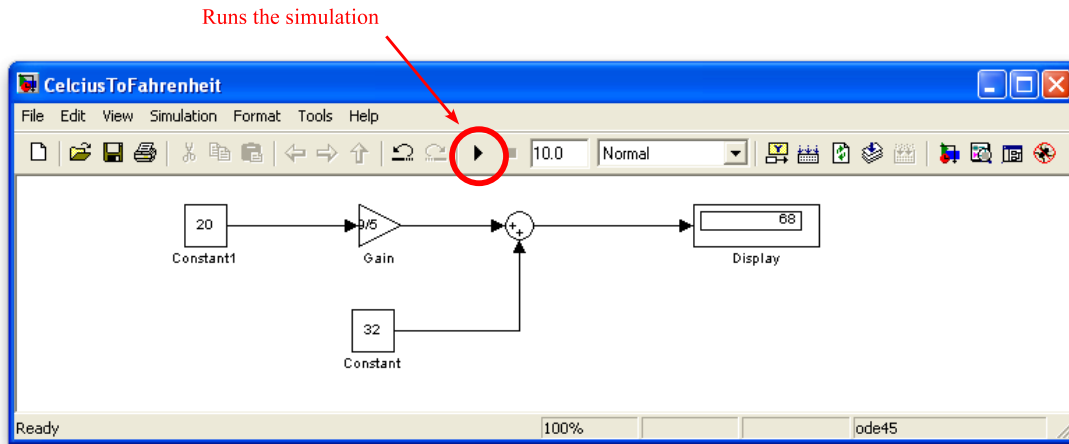 Runs the simulation
CelciusToFahrenheit
File Edit View Simulation Format Tools Help
10.0 Normal
20 9/5 + + 68
Constant1 Gain Display
32
Constant
Ready 100% ode45